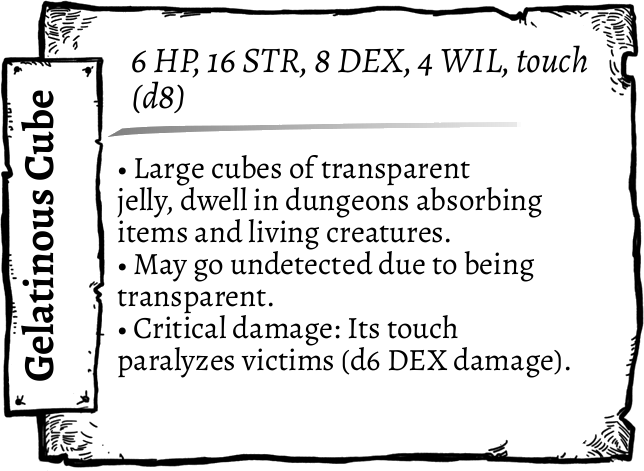 Gelatinous Cube
6 HP, 16 STR, 8 DEX, 4 WIL, touch
(d8)
• Large cubes of transparent
jelly, dwell in dungeons absorbing
items and living creatures.
• May go undetected due to being
transparent.
• Critical damage: Its touch
paralyzes victims (d6 DEX damage).